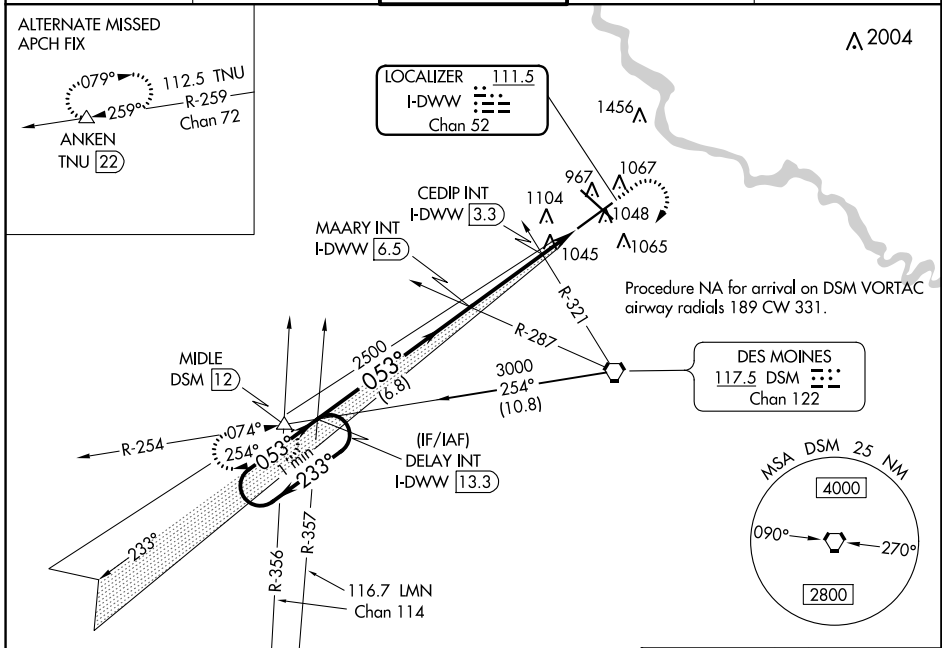 ALTERNATE MISSED
APCH FIX
079°
112.5 TNU
R-259
Chan 72
259°
ANKEN
TNU 22
LOCALIZER 111.5
I-DWW
Chan 52
2004
1456
967
1067
1104
1048
1045
1065
CEDIP INT
I-DWW 3.3
MAARY INT
I-DWW 6.5
Procedure NA for arrival on DSM VORTAC
airway radials 189 CW 331.
R-321
R-287
MIDLE
DSM 12
2500
053°
(6.8)
3000
254°
(10.8)
DES MOINES
117.5 DSM
Chan 122
R-254
074°
254°
053°
1 min
233°
(IF/IAF)
DELAY INT
I-DWW 13.3
233°
R-356
R-357
116.7 LMN
Chan 114
MSA DSM 25 NM
4000
090°
270°
2800